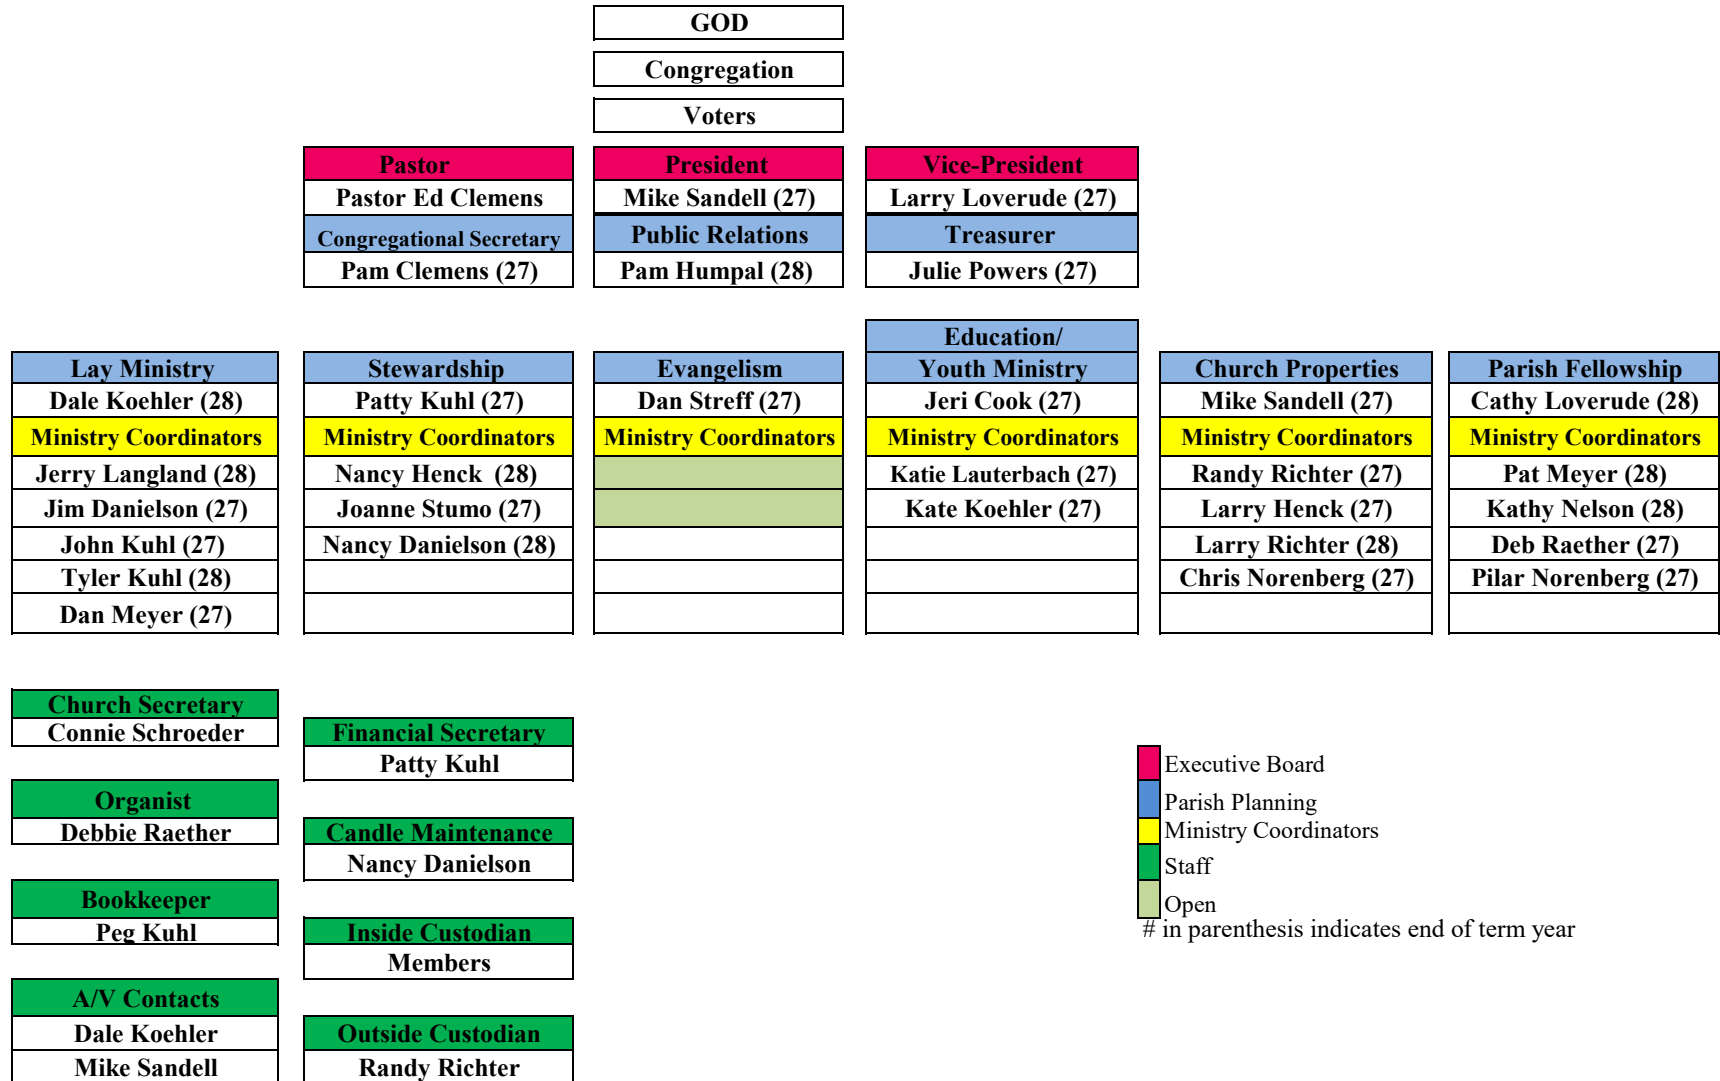 GOD
Congregation
Voters
Pastor President Vice-President
Pastor Ed Clemens Mike Sandell (27) Larry Loverude (27)
Congregational Secretary Public Relations Treasurer
Pam Clemens (27) Pam Humpal (28) Julie Powers (27)
Education/
Lay Ministry Stewardship Evangelism Youth Ministry Church Properties Parish Fellowship
Dale Koehler (28) Patty Kuhl (27) Dan Streff (27) Jeri Cook (27) Mike Sandell (27) Cathy Loverude (28)
Ministry Coordinators Ministry Coordinators Ministry Coordinators Ministry Coordinators Ministry Coordinators Ministry Coordinators
Jerry Langland (28) Nancy Henck (28) Katie Lauterbach (27) Randy Richter (27) Pat Meyer (28)
Jim Danielson (27) Joanne Stumo (27) Kate Koehler (27) Larry Henck (27) Kathy Nelson (28)
John Kuhl (27) Nancy Danielson (28) Larry Richter (28) Deb Raether (27)
Tyler Kuhl (28) Chris Norenberg (27) Pilar Norenberg (27)
Dan Meyer (27)
Church Secretary
Connie Schroeder
Financial Secretary
Patty Kuhl
Organist
Debbie Raether
Candle Maintenance
Nancy Danielson
Bookkeeper
Peg Kuhl
Inside Custodian
Members
A/V Contacts
Dale Koehler
Mike Sandell
Outside Custodian
Randy Richter
Executive Board
Parish Planning
Ministry Coordinators
Staff
Open
# in parenthesis indicates end of term year